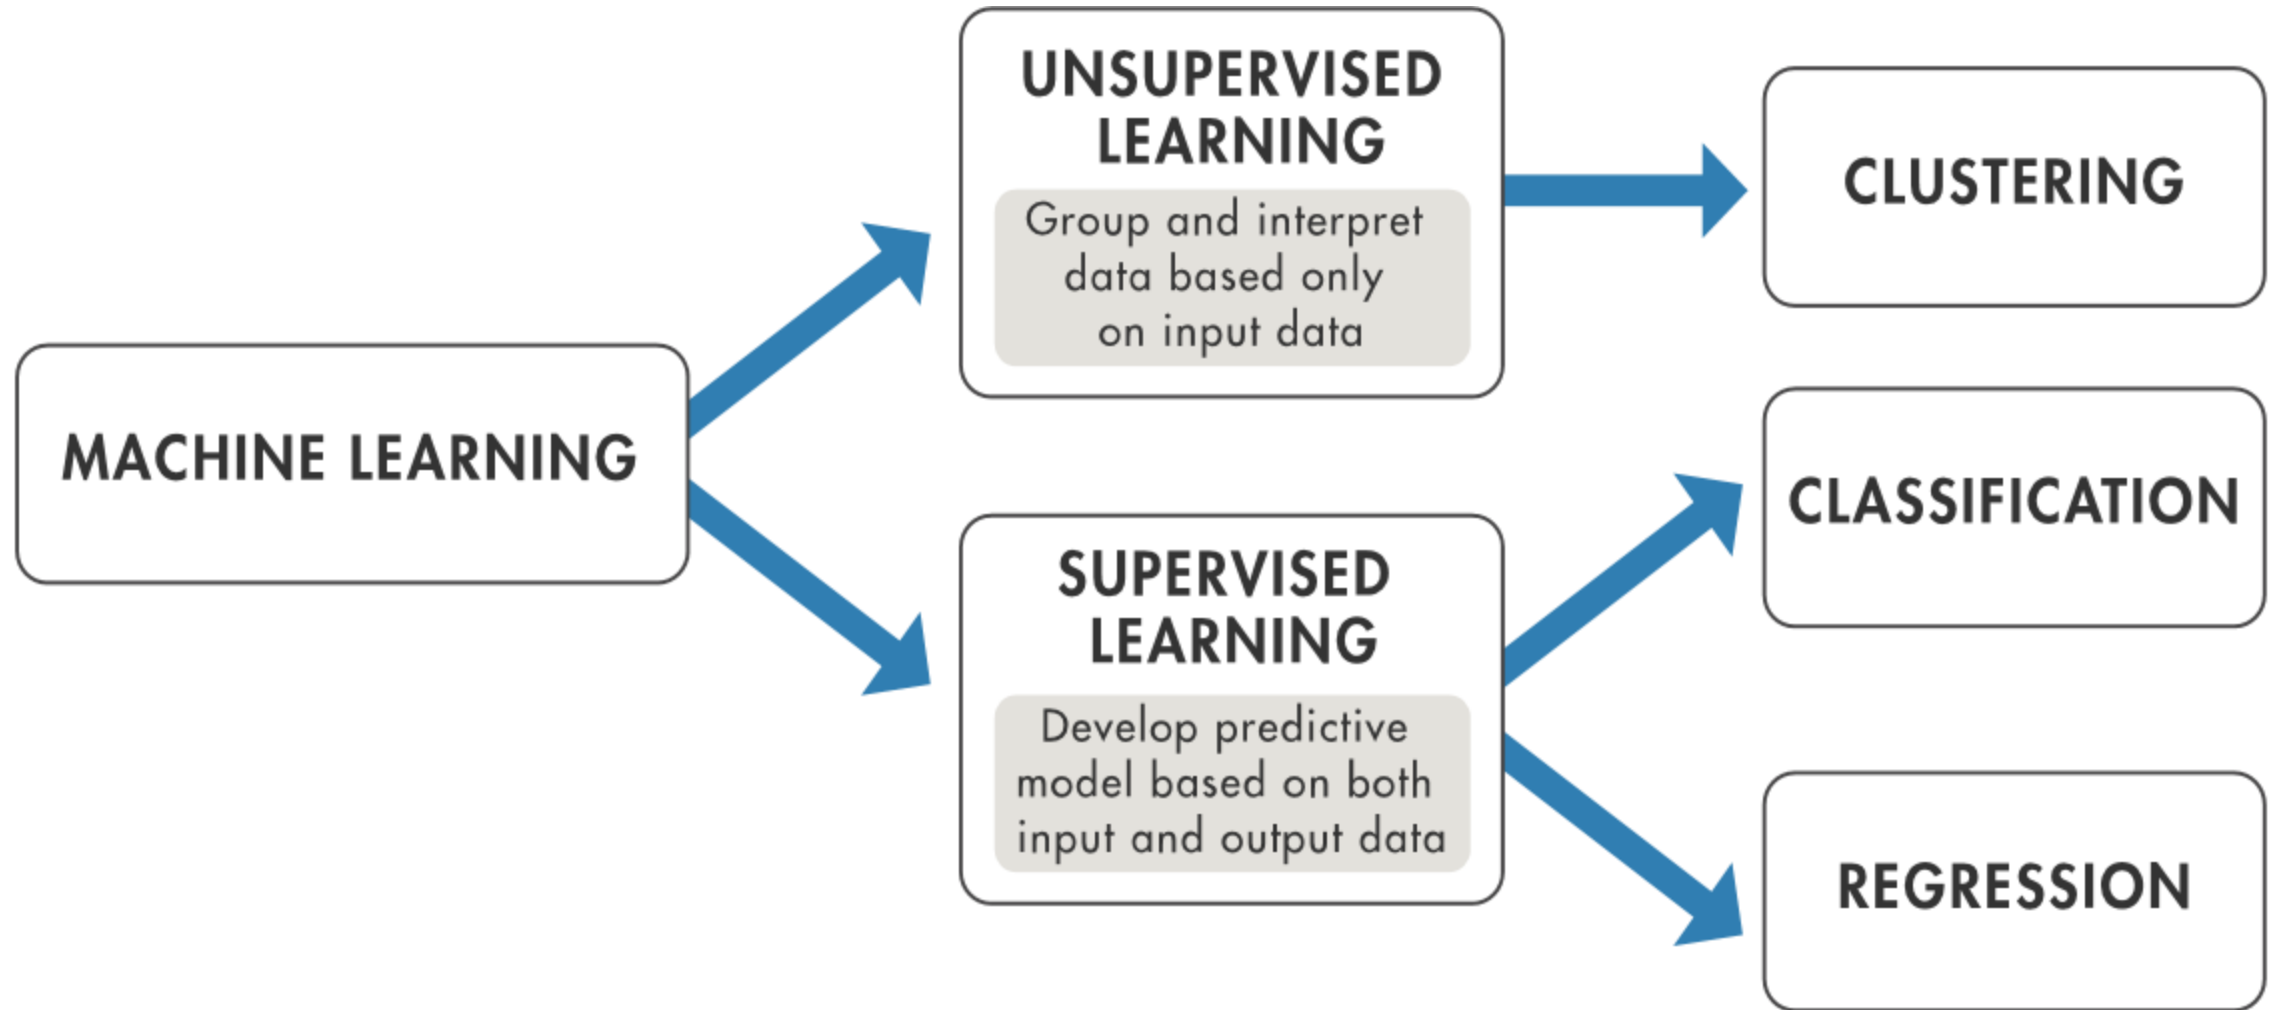 MACHINE LEARNING
UNSUPERVISED
LEARNING
Group and interpret
data based only
on input data
CLUSTERING
SUPERVISED
LEARNING
Develop predictive
model based on both
input and output data
CLASSIFICATION
REGRESSION